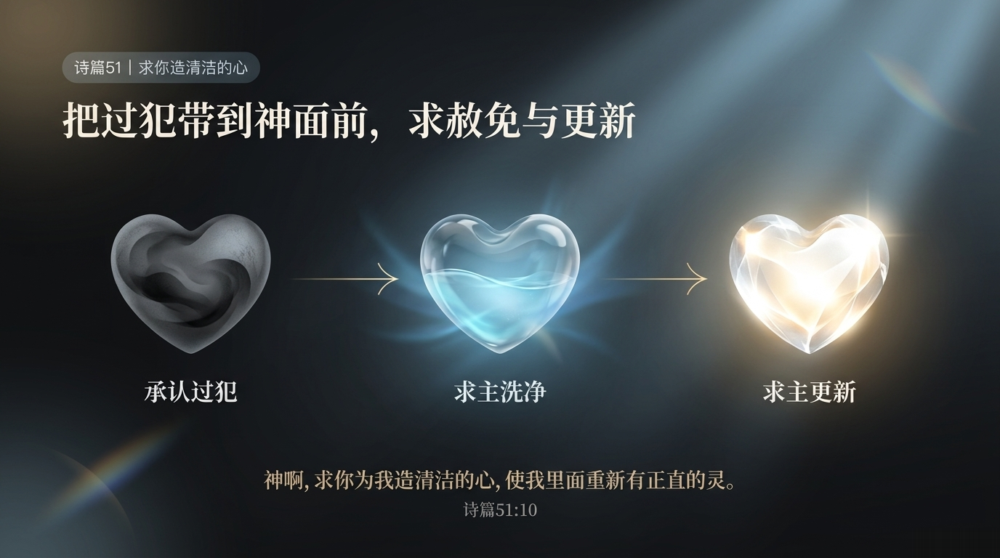 诗篇51｜求你造清洁的心
把过犯带到神面前，求赦免与更新
承认过犯
求主洗净
求主更新
神啊, 求你为我造清洁的心, 使我里面重新有正直的灵。
诗篇51:10